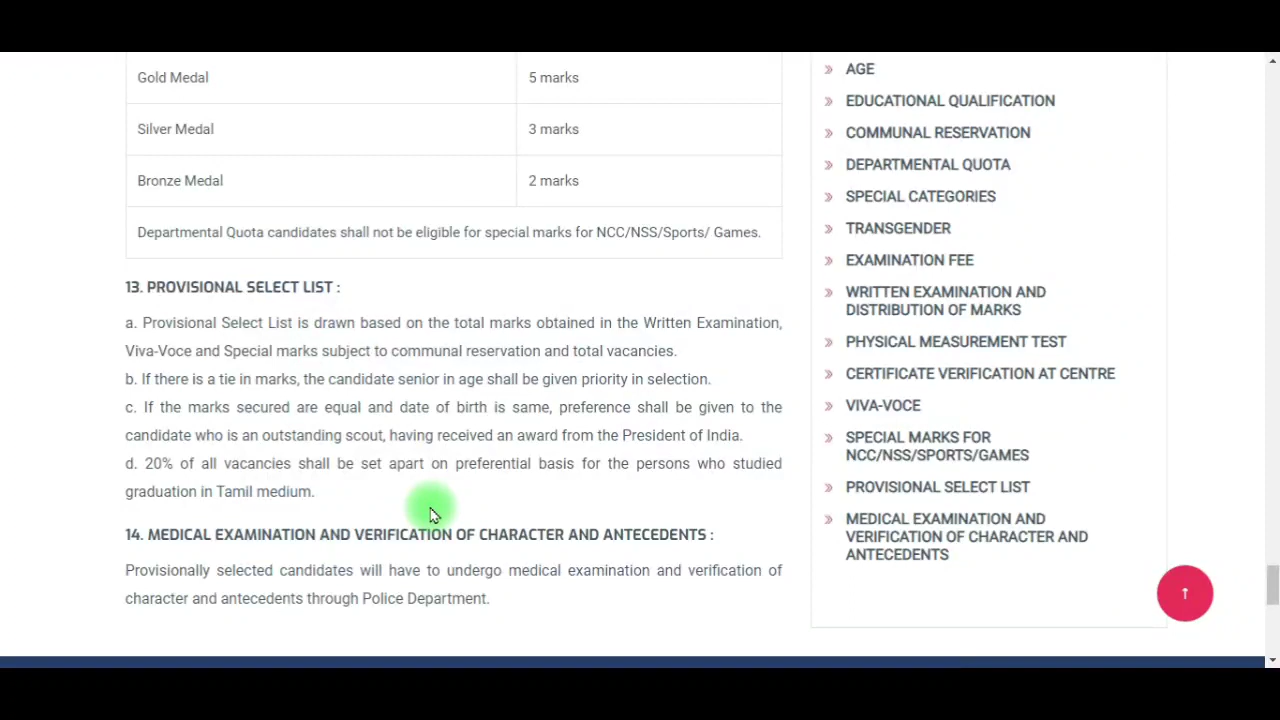 Gold Medal 5 marks
Silver Medal 3 marks
Bronze Medal 2 marks
Departmental Quota candidates shall not be eligible for special marks for NCC/NSS/Sports/ Games.
13. PROVISIONAL SELECT LIST :
a. Provisional Select List is drawn based on the total marks obtained in the Written Examination,
Viva-Voce and Special marks subject to communal reservation and total vacancies.
b. If there is a tie in marks, the candidate senior in age shall be given priority in selection.
c. If the marks secured are equal and date of birth is same, preference shall be given to the
candidate who is an outstanding scout, having received an award from the President of India.
d. 20% of all vacancies shall be set apart on preferential basis for the persons who studied
graduation in Tamil medium.
14. MEDICAL EXAMINATION AND VERIFICATION OF CHARACTER AND ANTECEDENTS :
Provisionally selected candidates will have to undergo medical examination and verification of
character and antecedents through Police Department.
AGE
EDUCATIONAL QUALIFICATION
COMMUNAL RESERVATION
DEPARTMENTAL QUOTA
SPECIAL CATEGORIES
TRANSGENDER
EXAMINATION FEE
WRITTEN EXAMINATION AND
DISTRIBUTION OF MARKS
PHYSICAL MEASUREMENT TEST
CERTIFICATE VERIFICATION AT CENTRE
VIVA-VOCE
SPECIAL MARKS FOR
NCC/NSS/SPORTS/GAMES
PROVISIONAL SELECT LIST
MEDICAL EXAMINATION AND
VERIFICATION OF CHARACTER AND
ANTECEDENTS